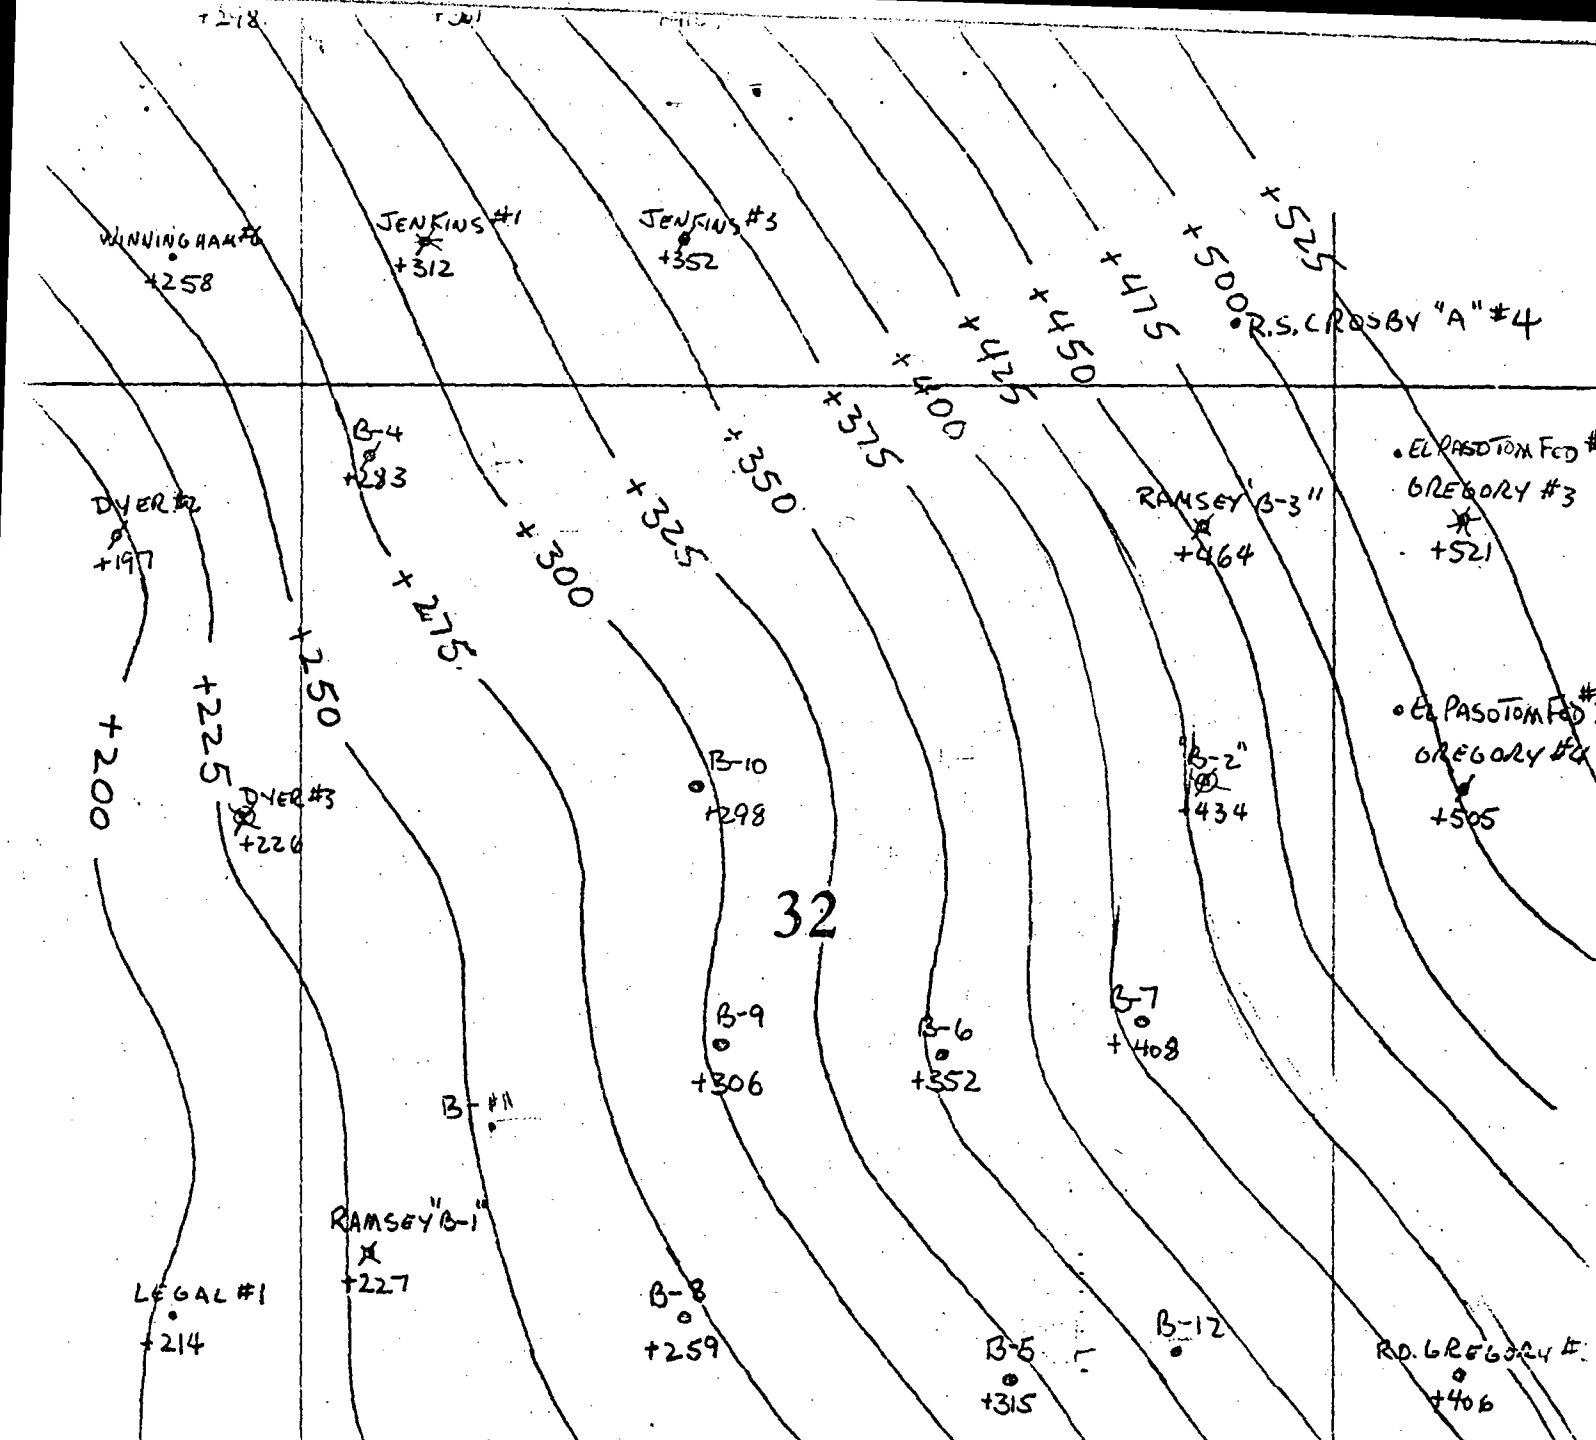 JENKINS #1
+312
JENKINS #3
+352
+258
+525
+500
+475
+450
+425
+400
+375
+350
+325
+300
+275
+250
+225
+200
R.S. CROSBY "A" #4
B-4
+283
DYER #2
+197
EL PASO TOM FED #
GREGORY #3
+521
RAMSEY "B-3"
+464
EL PASO TOM FED #
GREGORY #4
+505
B-10
+298
"B-2"
+434
DYER #3
+226
32
B-9
+306
B-6
+352
B-7
+408
B-#11
RAMSEY "B-1"
+227
LEGAL #1
+214
B-8
+259
B-5
+315
B-12
R.D. GREGORY #
+406